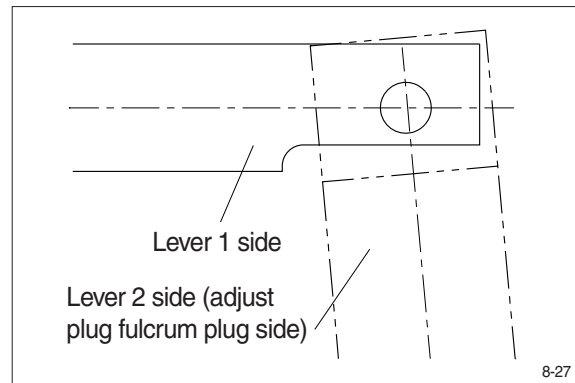 Lever 1 side
Lever 2 side (adjust
plug fulcrum plug side)
8-27